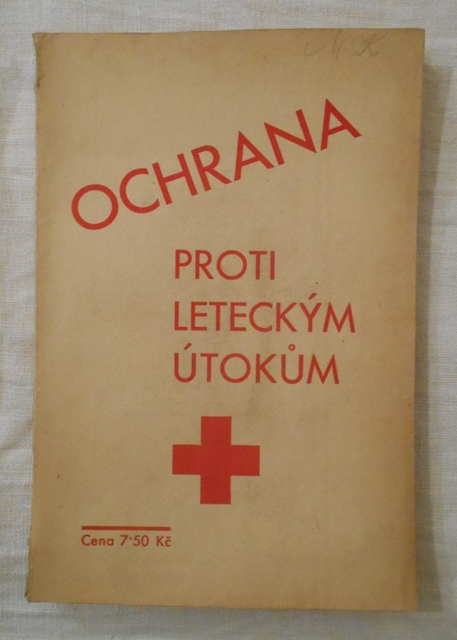 M. K
OCHRANA
PROTI
LETECKÝM
ÚTOKŮM
Cena 7·50 Kč